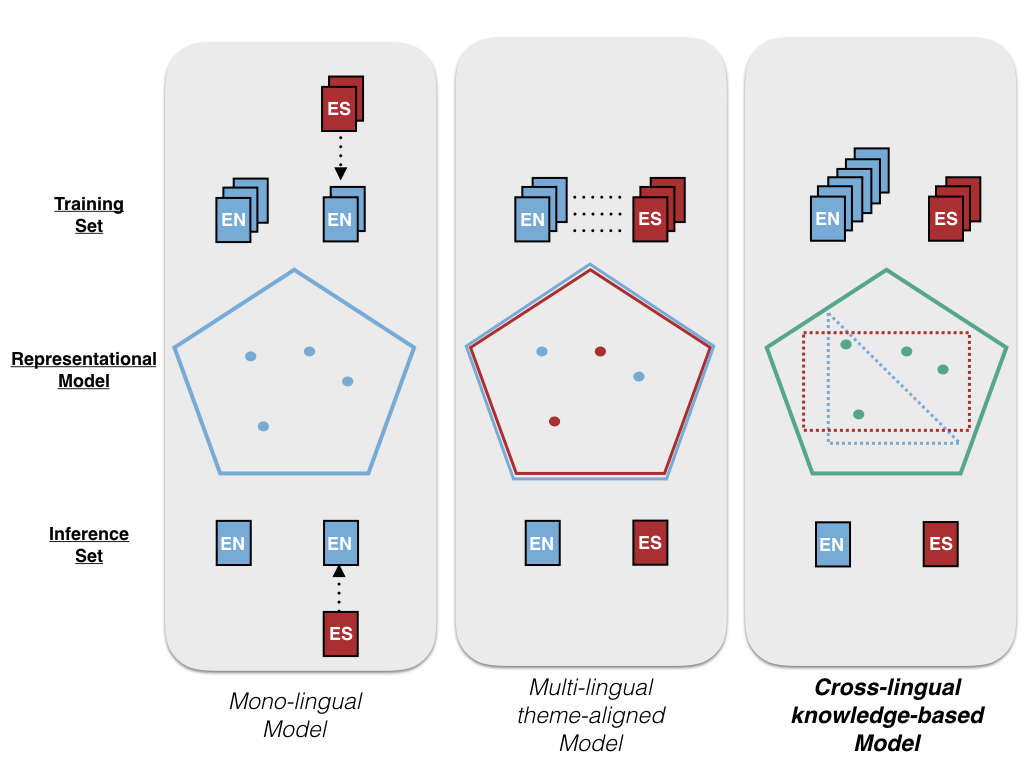 ES
Training
Set
EN
EN
EN
ES
EN
ES
Representational
Model
Inference
Set
EN
EN
EN
ES
EN
ES
ES
Mono-lingual
Model
Multi-lingual
theme-aligned
Model
Cross-lingual
knowledge-based
Model